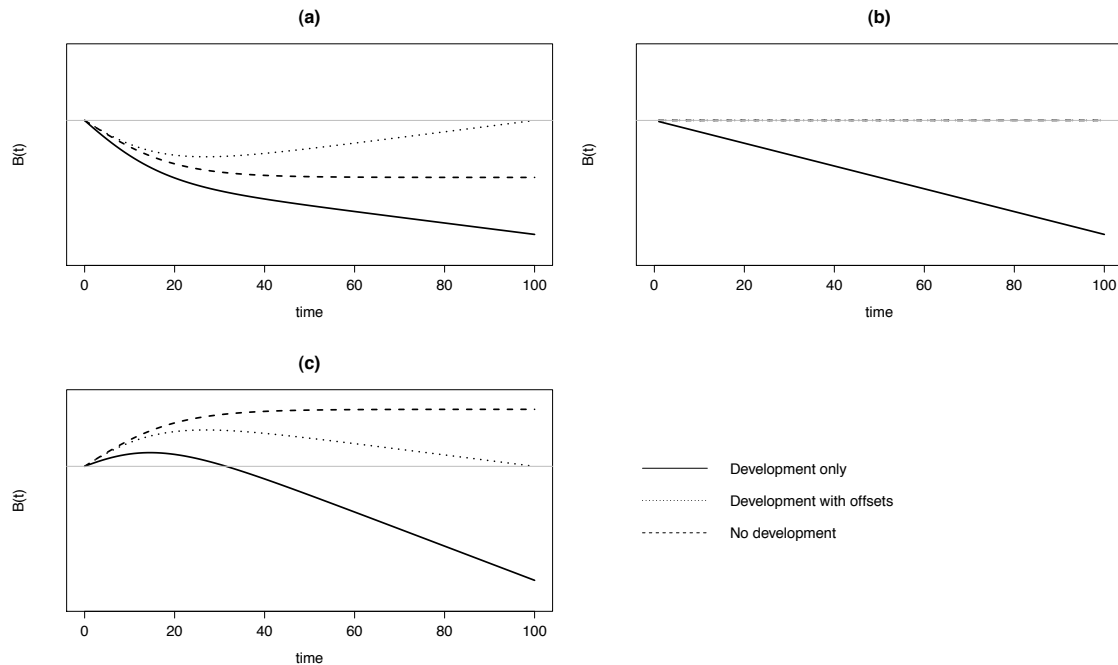 (a)
B(t)
0 20 40 60 80 100
time
(b)
B(t)
0 20 40 60 80 100
time
(c)
B(t)
0 20 40 60 80 100
time
Development only
Development with offsets
No development